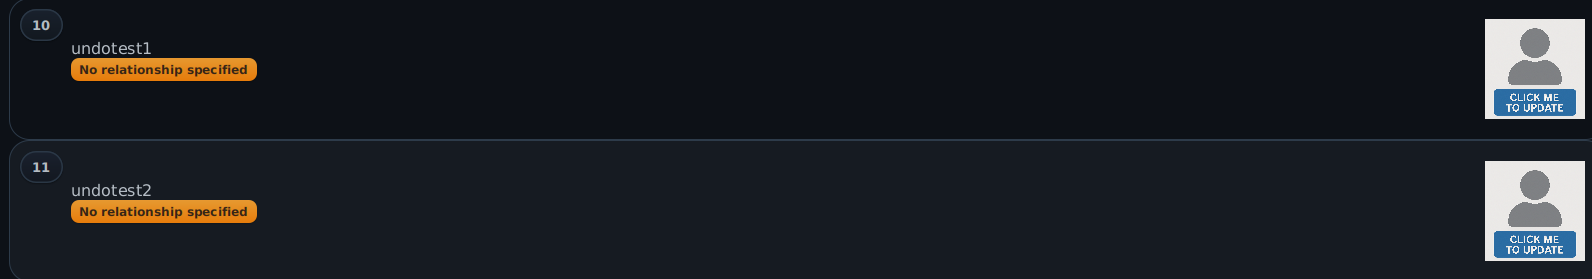 10
undotest1
No relationship specified
CLICK ME
TO UPDATE
11
undotest2
No relationship specified
CLICK ME
TO UPDATE